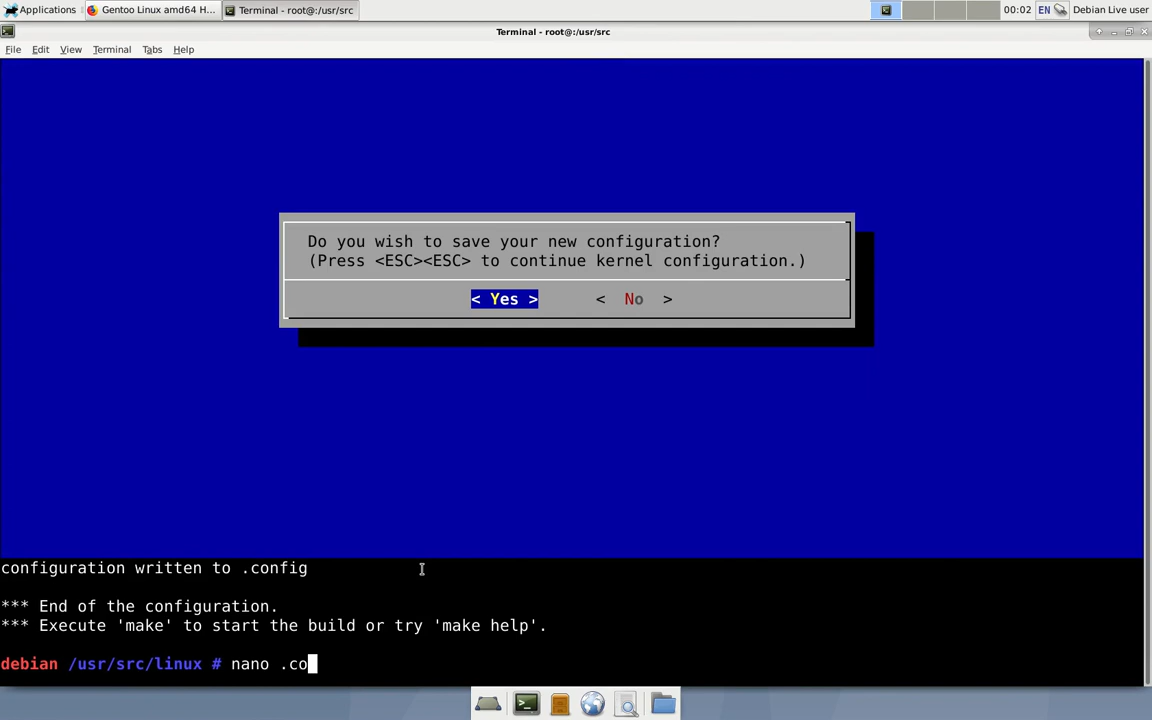 Applications Gentoo Linux amd64 H... Terminal - root@:/usr/src 00:02 EN Debian Live user
Terminal - root@:/usr/src
File Edit View Terminal Tabs Help
Do you wish to save your new configuration?
(Press <ESC><ESC> to continue kernel configuration.)
< Yes > < No >
configuration written to .config
*** End of the configuration.
*** Execute 'make' to start the build or try 'make help'.
debian /usr/src/linux # nano .co